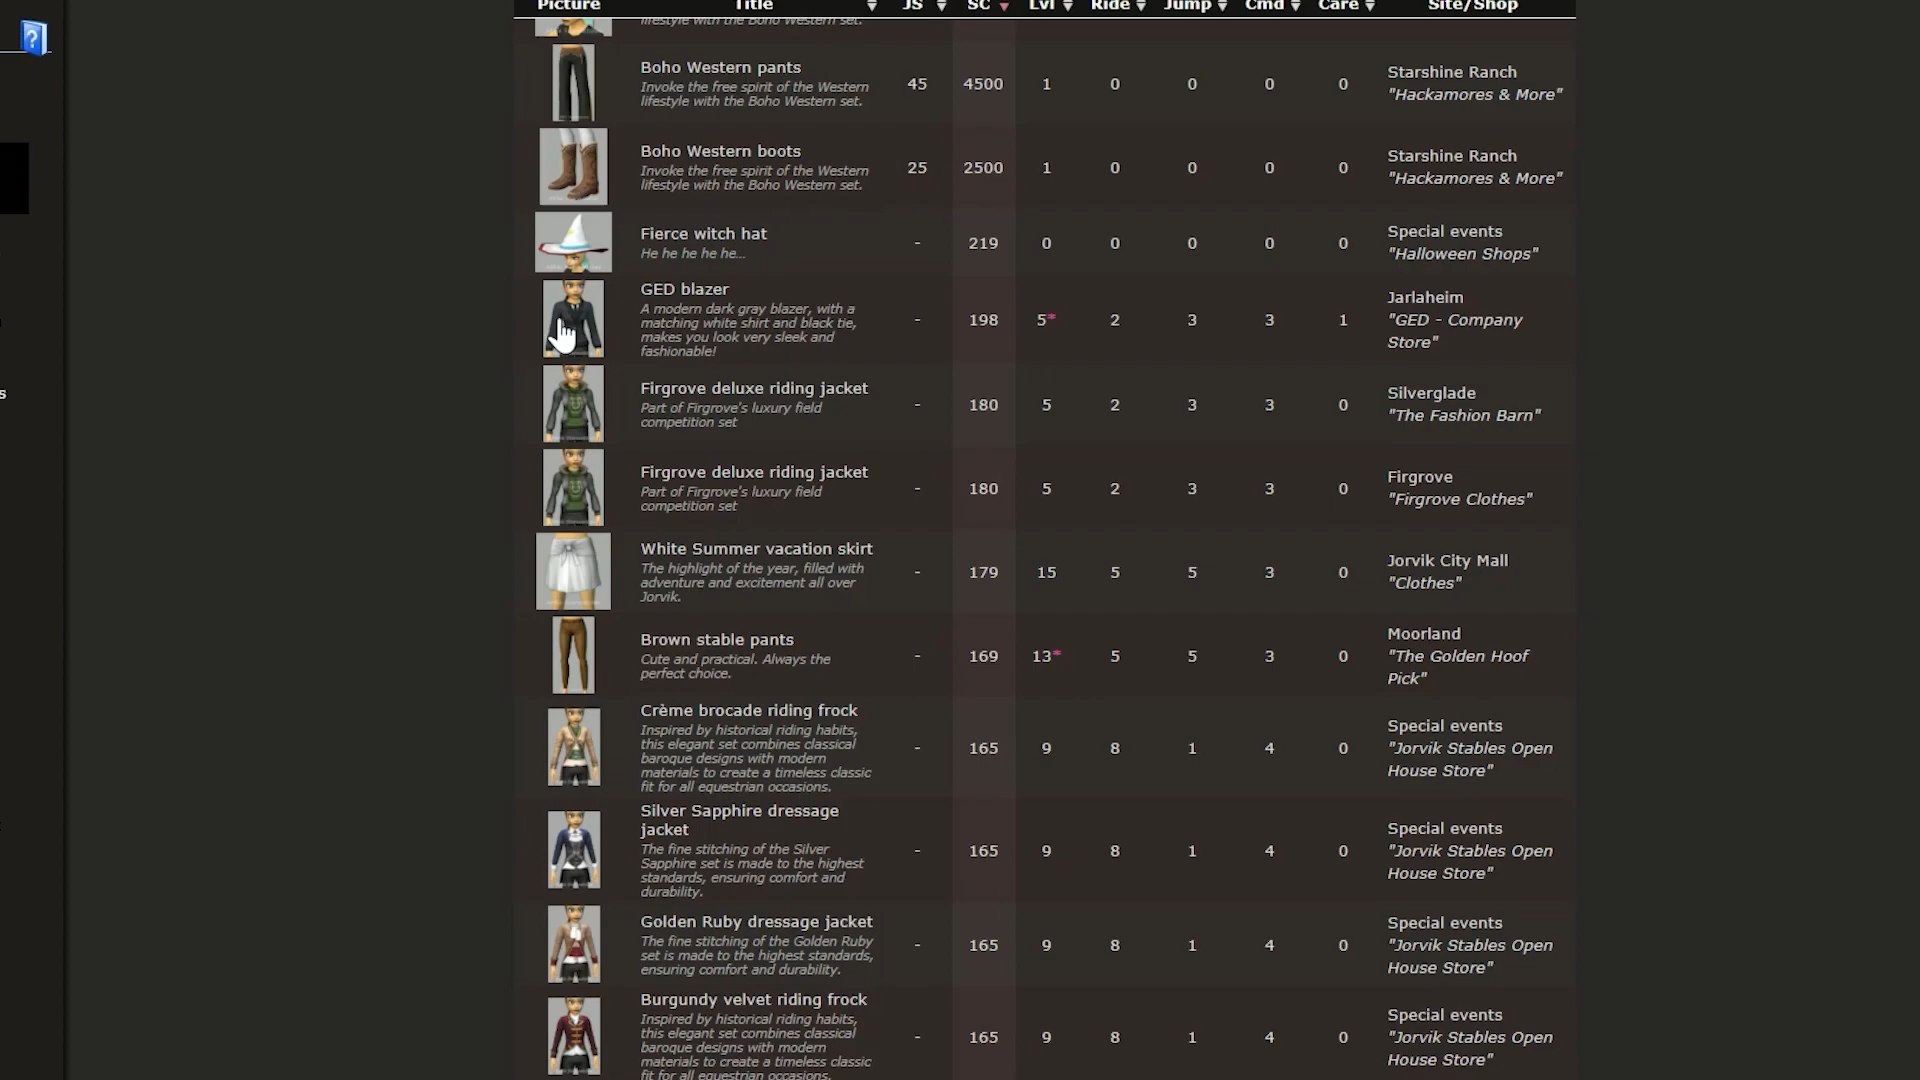 Picture Title JS SC Lvl Ride Jump Cmd Care Site/Shop
lifestyle with the Boho Western set.
Boho Western pants
Invoke the free spirit of the Western
lifestyle with the Boho Western set.
45 4500 1 0 0 0 0
Starshine Ranch
"Hackamores & More"
Boho Western boots
Invoke the free spirit of the Western
lifestyle with the Boho Western set.
25 2500 1 0 0 0 0
Starshine Ranch
"Hackamores & More"
Fierce witch hat
He he he he he...
- 219 0 0 0 0 0
Special events
"Halloween Shops"
GED blazer
A modern dark gray blazer, with a
matching white shirt and black tie,
makes you look very sleek and
fashionable!
- 198 5* 2 3 3 1
Jarlaheim
"GED - Company
Store"
Firgrove deluxe riding jacket
Part of Firgrove's luxury field
competition set
- 180 5 2 3 3 0
Silverglade
"The Fashion Barn"
Firgrove deluxe riding jacket
Part of Firgrove's luxury field
competition set
- 180 5 2 3 3 0
Firgrove
"Firgrove Clothes"
White Summer vacation skirt
The highlight of the year, filled with
adventure and excitement all over
Jorvik.
- 179 15 5 5 3 0
Jorvik City Mall
"Clothes"
Brown stable pants
Cute and practical. Always the
perfect choice.
- 169 13* 5 5 3 0
Moorland
"The Golden Hoof
Pick"
Crème brocade riding frock
Inspired by historical riding habits,
this elegant set combines classical
baroque designs with modern
materials to create a timeless classic
fit for all equestrian occasions.
- 165 9 8 1 4 0
Special events
"Jorvik Stables Open
House Store"
Silver Sapphire dressage
jacket
The fine stitching of the Silver
Sapphire set is made to the highest
standards, ensuring comfort and
durability.
- 165 9 8 1 4 0
Special events
"Jorvik Stables Open
House Store"
Golden Ruby dressage jacket
The fine stitching of the Golden Ruby
set is made to the highest standards,
ensuring comfort and durability.
- 165 9 8 1 4 0
Special events
"Jorvik Stables Open
House Store"
Burgundy velvet riding frock
Inspired by historical riding habits,
this elegant set combines classical
baroque designs with modern
materials to create a timeless classic
fit for all equestrian occasions.
- 165 9 8 1 4 0
Special events
"Jorvik Stables Open
House Store"